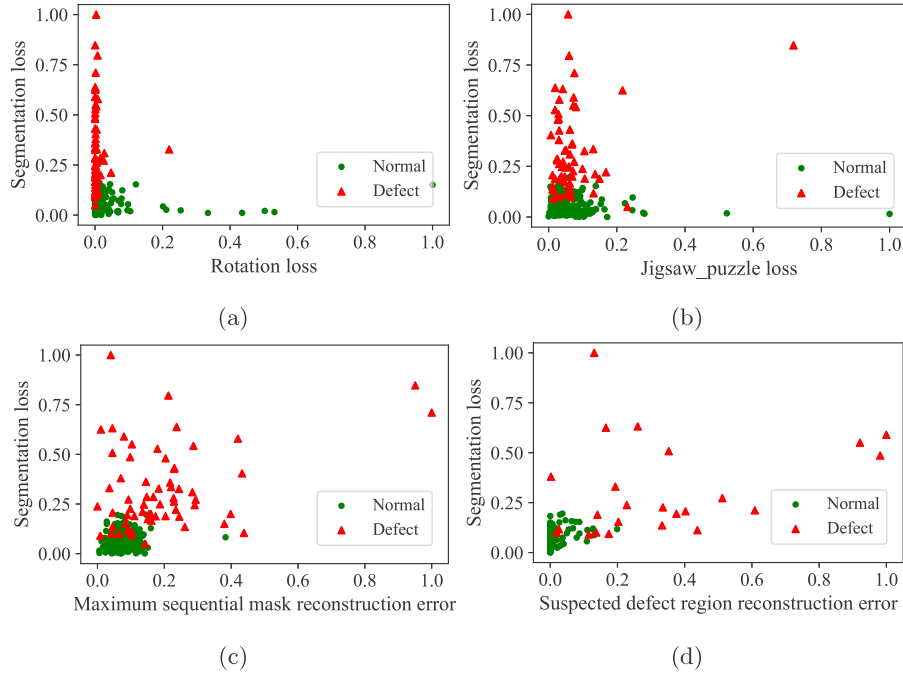 1.00
0.75
0.50
0.25
0.00
Segmentation loss
Normal
Defect
0.0 0.2 0.4 0.6 0.8 1.0
Rotation loss
(a)
1.00
0.75
0.50
0.25
0.00
Segmentation loss
Normal
Defect
0.0 0.2 0.4 0.6 0.8 1.0
Jigsaw_puzzle loss
(b)
1.00
0.75
0.50
0.25
0.00
Segmentation loss
Normal
Defect
0.0 0.2 0.4 0.6 0.8 1.0
Maximum sequential mask reconstruction error
(c)
1.00
0.75
0.50
0.25
0.00
Segmentation loss
Normal
Defect
0.0 0.2 0.4 0.6 0.8 1.0
Suspected defect region reconstruction error
(d)